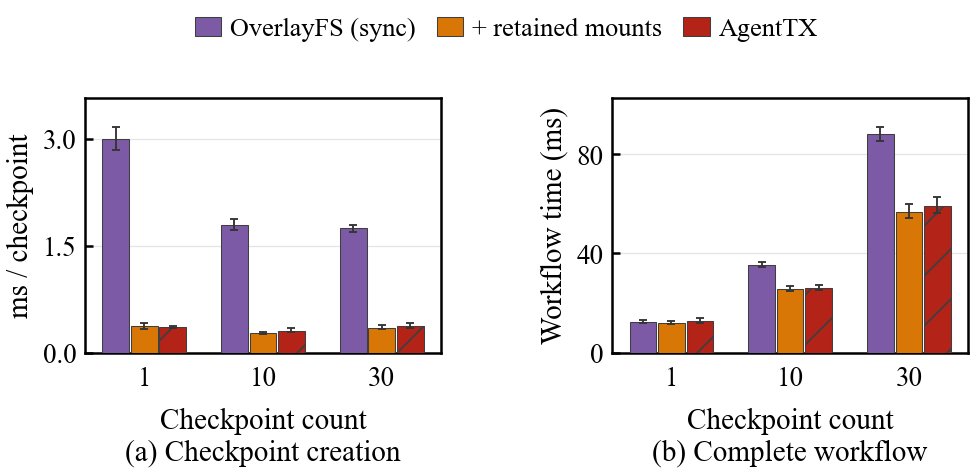 OverlayFS (sync) + retained mounts AgentTX
ms / checkpoint
3.0
1.5
0.0
1 10 30
Checkpoint count
(a) Checkpoint creation
Workflow time (ms)
80
40
0
1 10 30
Checkpoint count
(b) Complete workflow